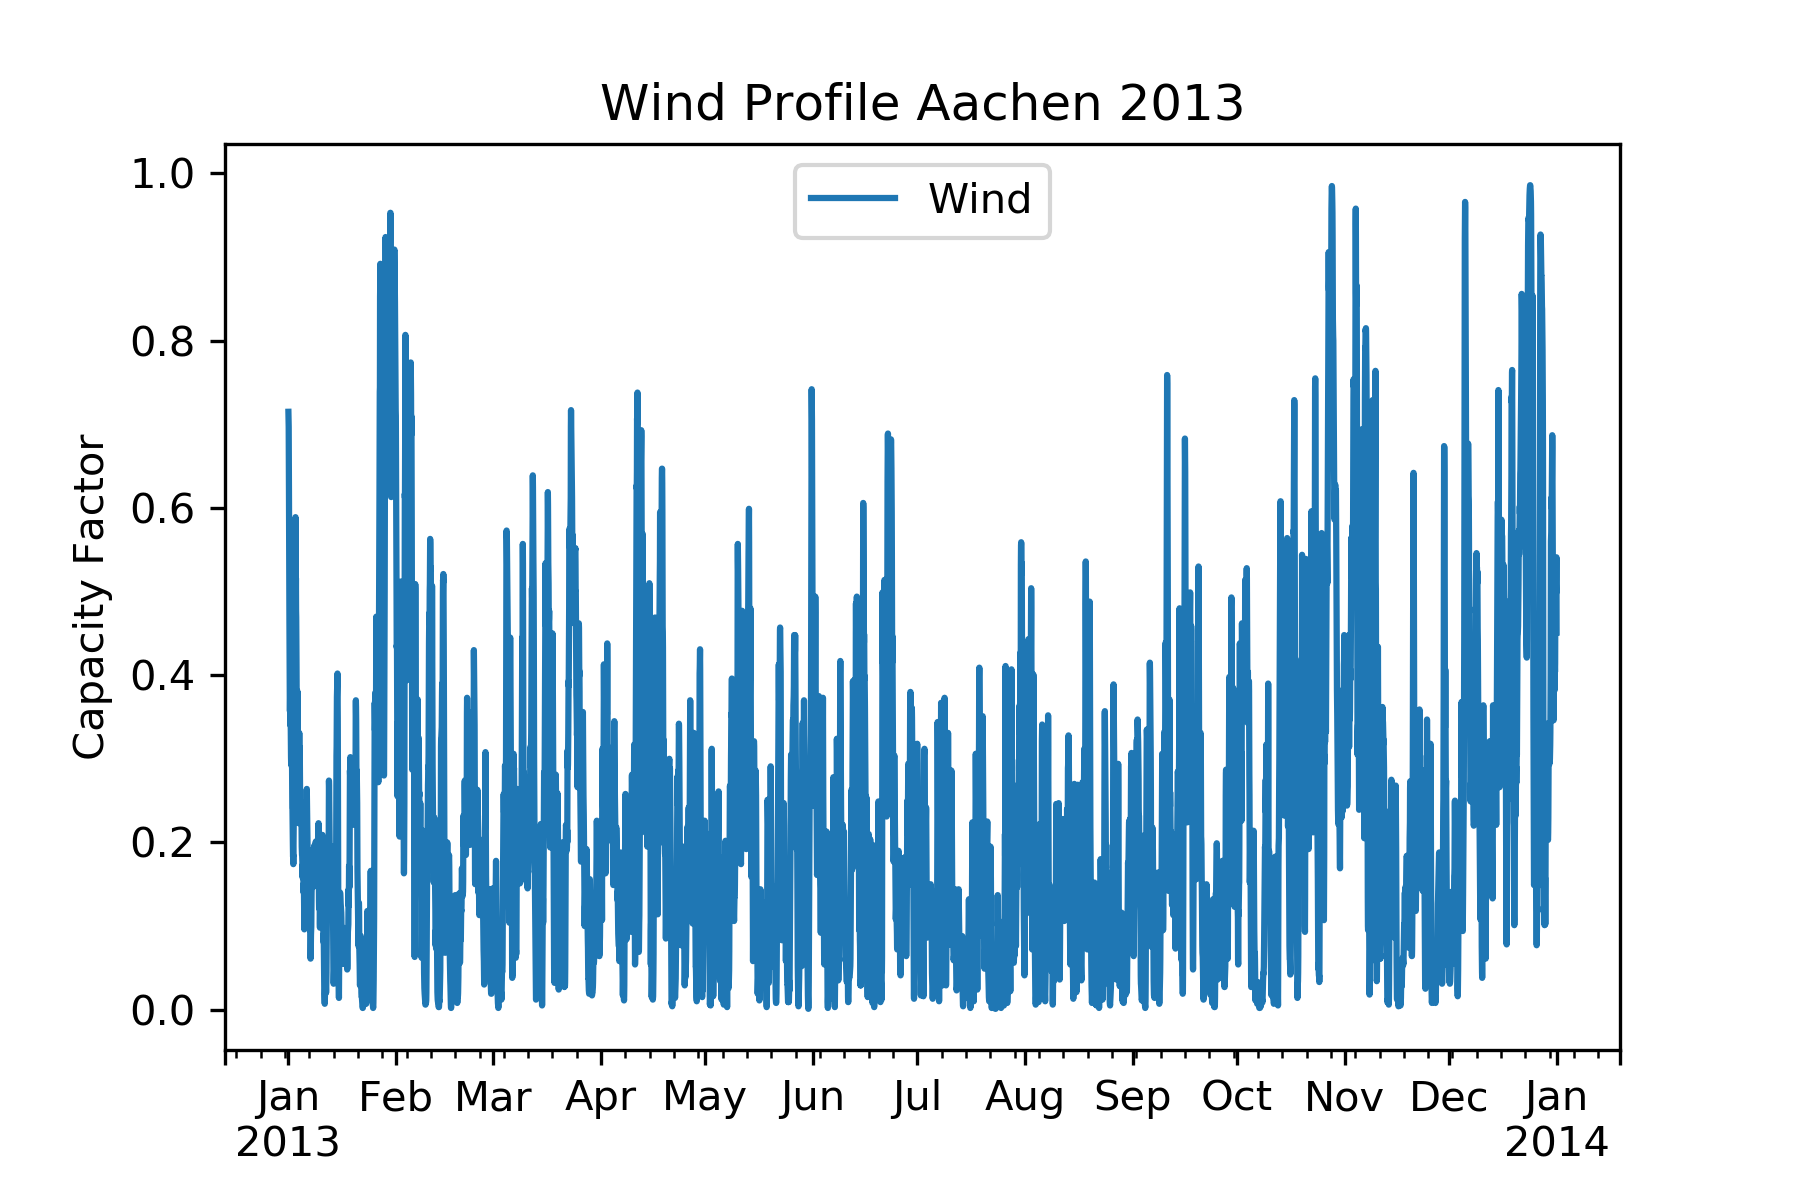 Wind Profile Aachen 2013
Wind
Capacity Factor
1.0
0.8
0.6
0.4
0.2
0.0
Jan Feb Mar Apr May Jun Jul Aug Sep Oct Nov Dec Jan
2013 2014